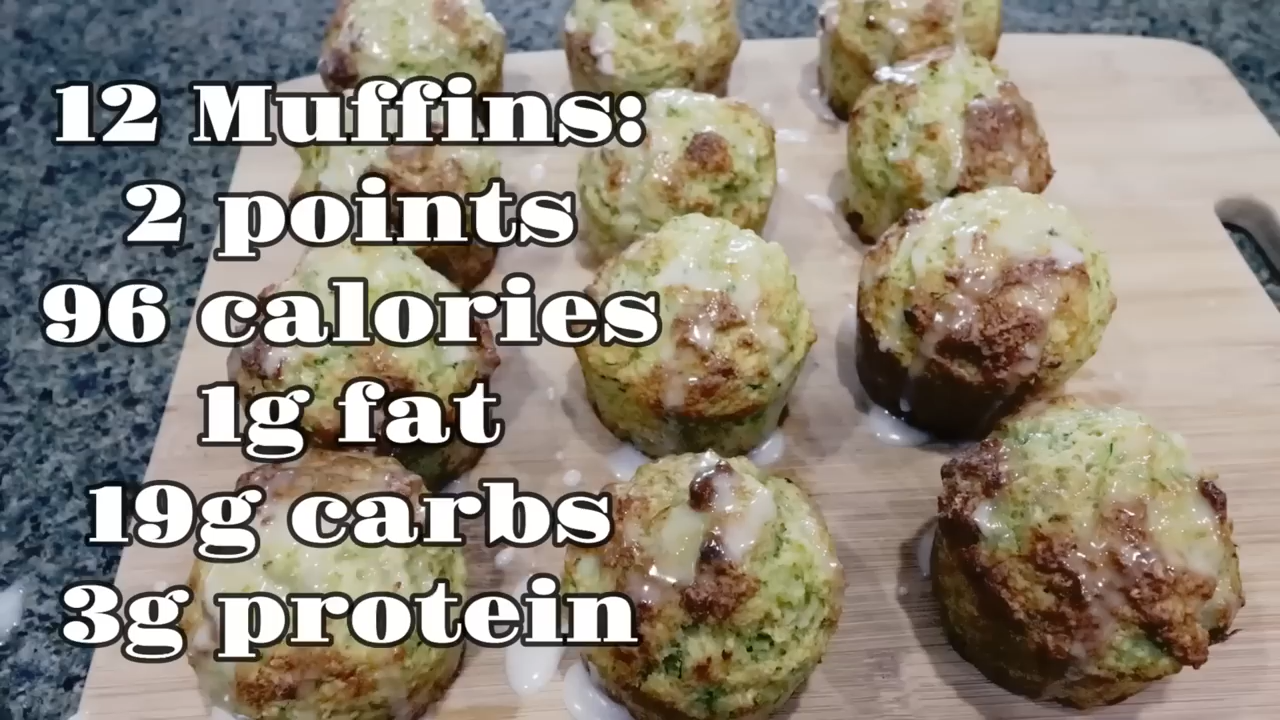 12 Muffins:
2 points
96 calories
1g fat
19g carbs
3g protein